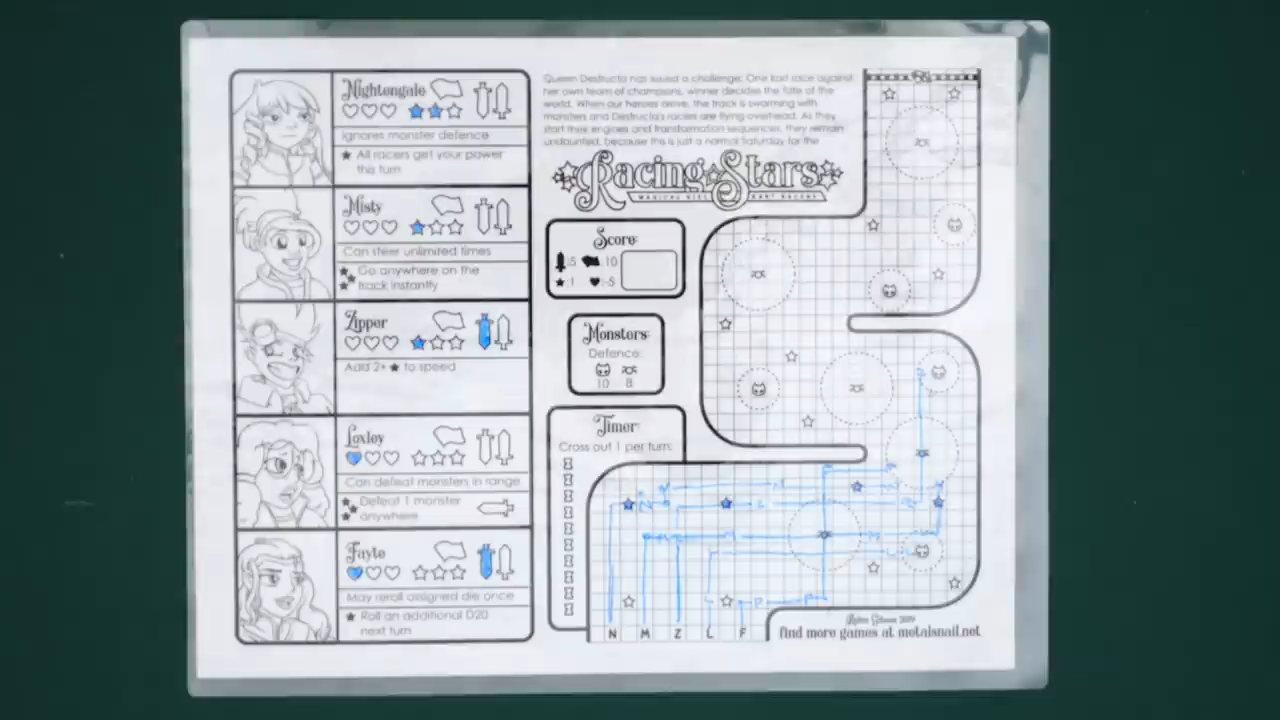 Nightengale
Ignores monster defence
★ All racers get your power
this turn
Misty
Can steer unlimited times
★ Go anywhere on the
★ track instantly
Zipper
Add 2+ ★ to speed
Loxley
Can defeat monsters in range
★ Defeat 1 monster
★ anywhere
Fayte
May reroll assigned die once
★ Roll an additional D20
next turn
Queen Destructa has issued a challenge: One kart race against
her own team of champions, winner decides the fate of the
world. When our heroes arrive, the track is swarming with
monsters and Destructa's racers are flying overhead. As they
start their engines and transformation sequences, they remain
undaunted, because this is just a normal Saturday for the
Racing Stars
MAGICAL GIRL KART RACERS
Score:
:5 :10
★:1 ♥:-5
Monsters:
Defence:
10 8
Timer:
Cross out 1 per turn:
N M Z L F
2019
find more games at metalsnail.net